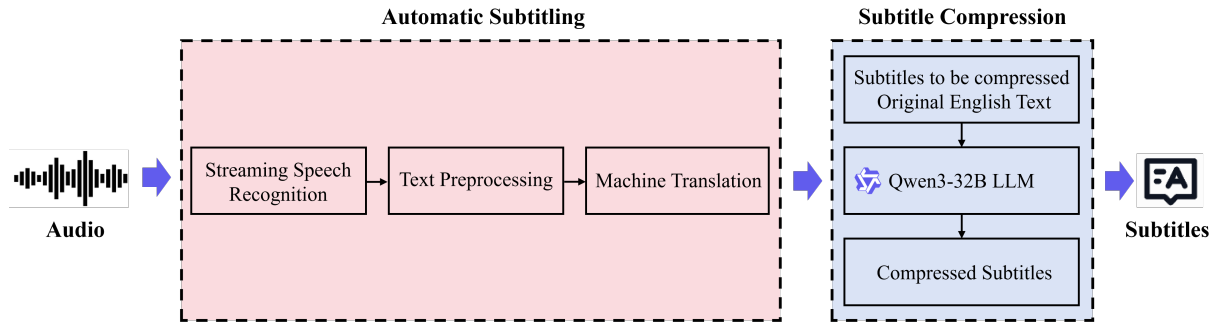 Automatic Subtitling
Subtitle Compression
Audio
Streaming Speech
Recognition
Text Preprocessing
Machine Translation
Subtitles to be compressed
Original English Text
Qwen3-32B LLM
Compressed Subtitles
A
Subtitles